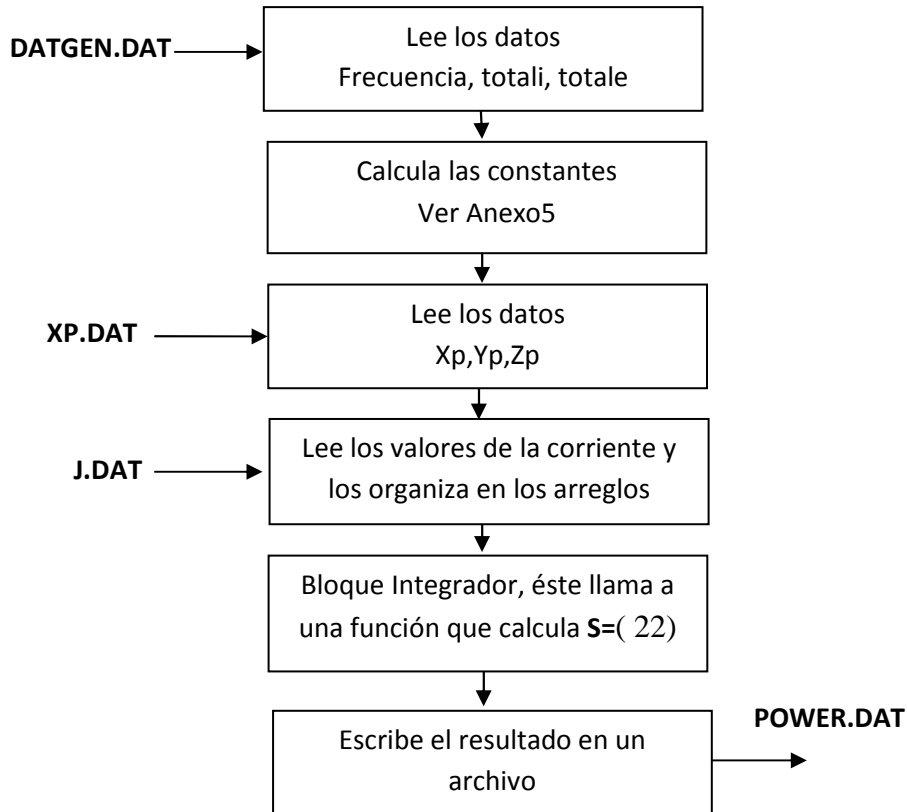 DATGEN.DAT
Lee los datos
Frecuencia, totali, totale
Calcula las constantes
Ver Anexo5
XP.DAT
Lee los datos
Xp,Yp,Zp
J.DAT
Lee los valores de la corriente y
los organiza en los arreglos
Bloque Integrador, éste llama a
una función que calcula S=( 22)
Escribe el resultado en un
archivo
POWER.DAT